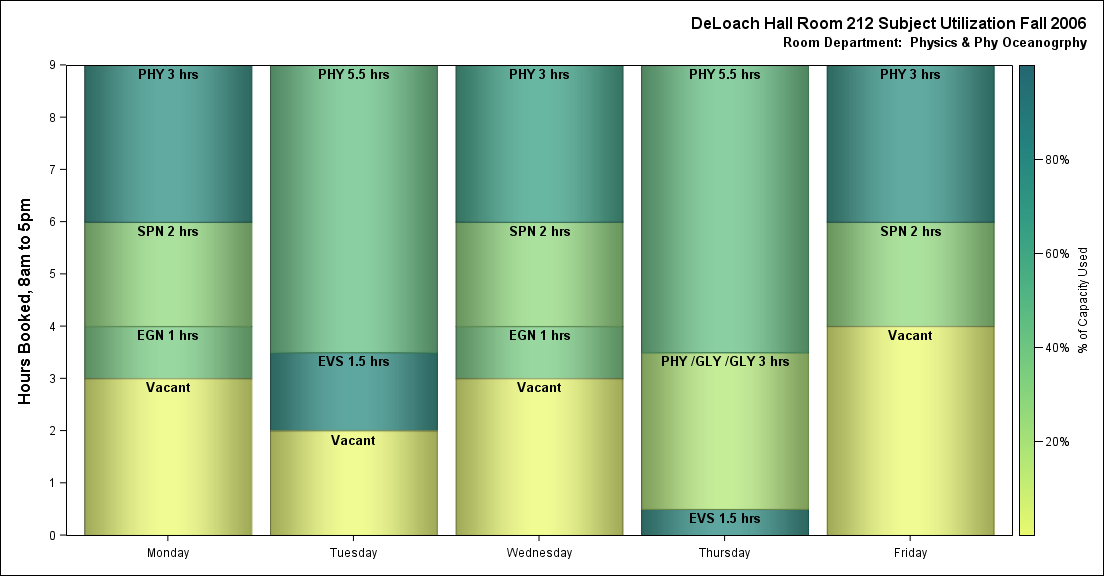 DeLoach Hall Room 212 Subject Utilization Fall 2006
Room Department:  Physics & Phy Oceanogrphy
Hours Booked, 8am to 5pm
9
8
7
6
5
4
3
2
1
0
PHY 3 hrs
SPN 2 hrs
EGN 1 hrs
Vacant
Monday
PHY 5.5 hrs
EVS 1.5 hrs
Vacant
Tuesday
PHY 3 hrs
SPN 2 hrs
EGN 1 hrs
Vacant
Wednesday
PHY 5.5 hrs
PHY /GLY /GLY 3 hrs
EVS 1.5 hrs
Thursday
PHY 3 hrs
SPN 2 hrs
Vacant
Friday
80%
60%
40%
20%
% of Capacity Used